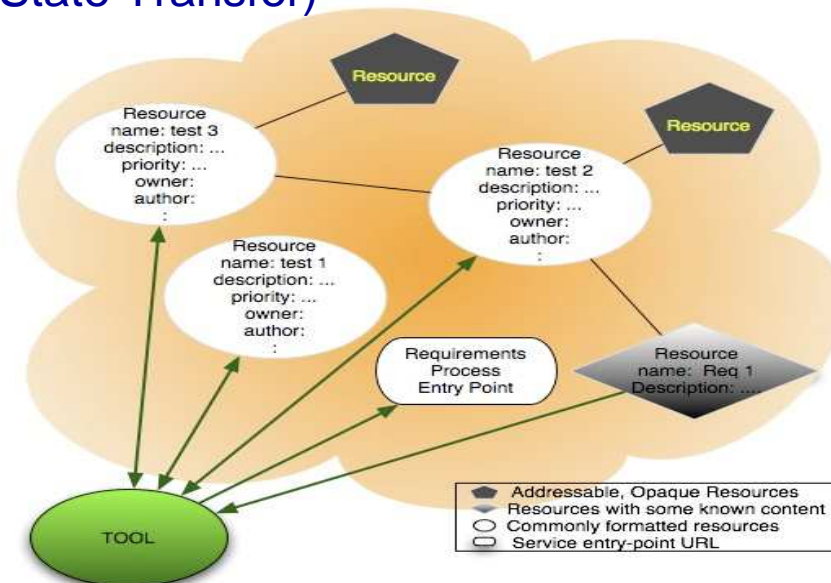 State Transfer)
Resource
Resource
Resource
name: test 3
description: ...
priority: ...
owner:
author:
:
Resource
name: test 2
description: ...
priority: ...
owner:
author:
:
Resource
name: test 1
description: ...
priority: ...
owner:
author:
:
Requirements
Process
Entry Point
Resource
name: Req 1
Description: ....
TOOL
Addressable, Opaque Resources
Resources with some known content
Commonly formatted resources
Service entry-point URL